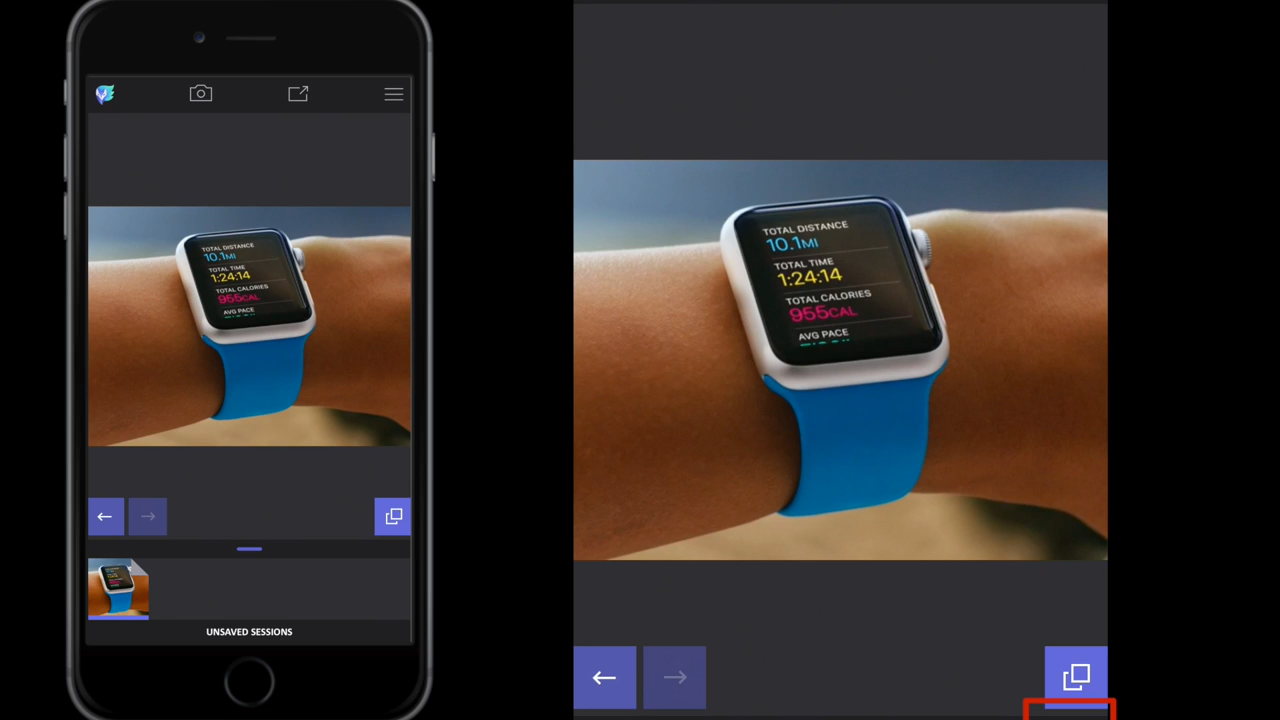 TOTAL DISTANCE
10.1MI
TOTAL TIME
1:24:14
TOTAL CALORIES
955CAL
AVG PACE
UNSAVED SESSIONS
TOTAL DISTANCE
10.1MI
TOTAL TIME
1:24:14
TOTAL CALORIES
955CAL
AVG PACE